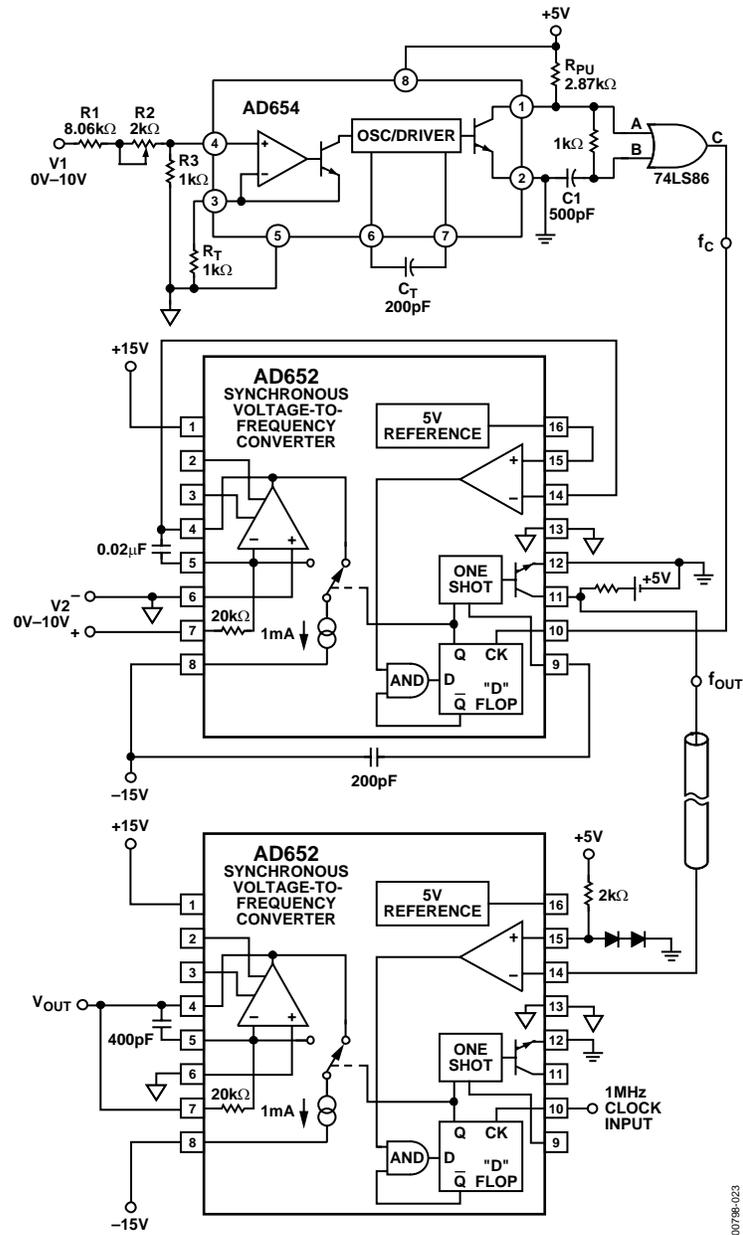 +5V
RPU
2.87kΩ
8
AD654
1
R1
8.06kΩ
R2
2kΩ
V1
0V–10V
4
R3
1kΩ
+
–
OSC/DRIVER
1kΩ
A
B
C
74LS86
3
2
C1
500pF
RT
1kΩ
5
6
7
CT
200pF
fC
+15V
AD652
SYNCHRONOUS
VOLTAGE-TO-
FREQUENCY
CONVERTER
5V
REFERENCE
1
16
2
+
15
3
–
14
4
13
0.02μF
–
+
5
ONE
SHOT
12
+5V
V2
0V–10V
–
6
11
+
7
20kΩ
1mA
10
8
AND
D
Q
CK
Q
"D"
FLOP
9
fOUT
200pF
–15V
+15V
AD652
SYNCHRONOUS
VOLTAGE-TO-
FREQUENCY
CONVERTER
5V
REFERENCE
+5V
2kΩ
1
16
2
+
15
3
–
14
VOUT
4
13
400pF
–
+
5
ONE
SHOT
12
6
11
7
20kΩ
1mA
10
1MHz
CLOCK
INPUT
8
AND
D
Q
CK
Q
"D"
FLOP
9
–15V
00798-023